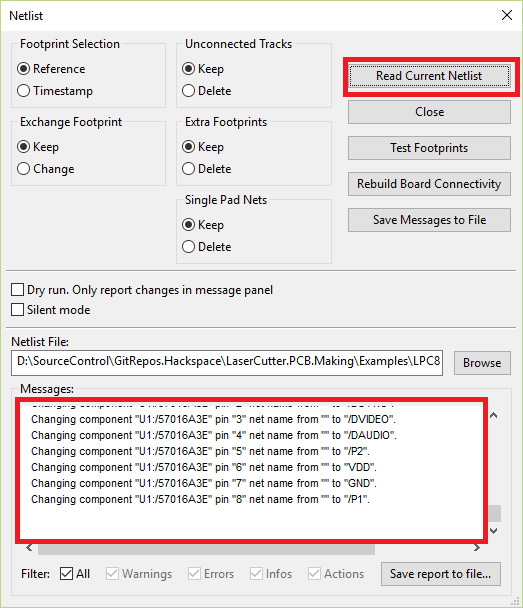 Netlist
Footprint Selection
Reference
Timestamp
Unconnected Tracks
Keep
Delete
Read Current Netlist
Close
Exchange Footprint
Keep
Change
Extra Footprints
Keep
Delete
Test Footprints
Rebuild Board Connectivity
Single Pad Nets
Keep
Delete
Save Messages to File
Dry run. Only report changes in message panel
Silent mode
Netlist File:
D:\SourceControl\GitRepos.Hackspace\LaserCutter.PCB.Making\Examples\LPC8
Browse
Messages:
Changing component "U1:/57016A3E" pin "3" net name from "" to "/DVIDEO".
Changing component "U1:/57016A3E" pin "4" net name from "" to "/DAUDIO".
Changing component "U1:/57016A3E" pin "5" net name from "" to "/P2".
Changing component "U1:/57016A3E" pin "6" net name from "" to "VDD".
Changing component "U1:/57016A3E" pin "7" net name from "" to "GND".
Changing component "U1:/57016A3E" pin "8" net name from "" to "/P1".
Filter: All Warnings Errors Infos Actions
Save report to file...